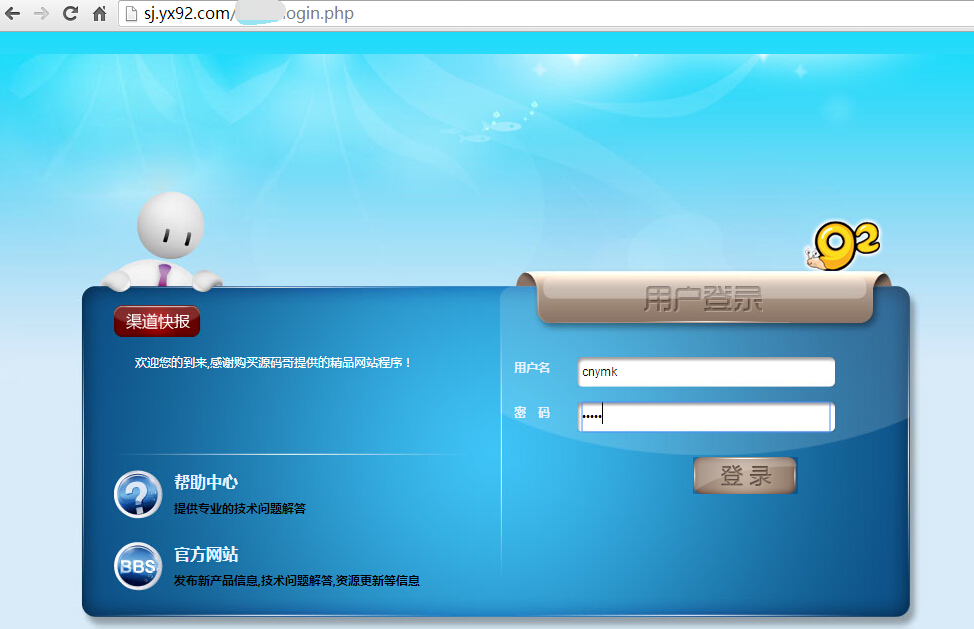 sj.yx92.com/ login.php
92
用户登录
渠道快报
欢迎您的到来,感谢购买源码哥提供的精品网站程序！
用户名
cnymk
密 码
•••••
登 录
?
帮助中心
提供专业的技术问题解答
BBS
官方网站
发布新产品信息,技术问题解答,资源更新等信息